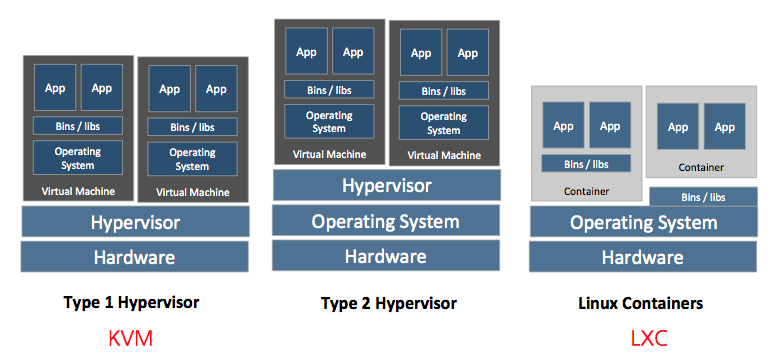 App
App
Bins / libs
Operating
System
Virtual Machine
App
App
Bins / libs
Operating
System
Virtual Machine
Hypervisor
Hardware
Type 1 Hypervisor
KVM
App
App
Bins / libs
Operating
System
Virtual Machine
App
App
Bins / libs
Operating
System
Virtual Machine
Hypervisor
Operating System
Hardware
Type 2 Hypervisor
App
App
Bins / libs
Container
App
App
Container
Bins / libs
Operating System
Hardware
Linux Containers
LXC